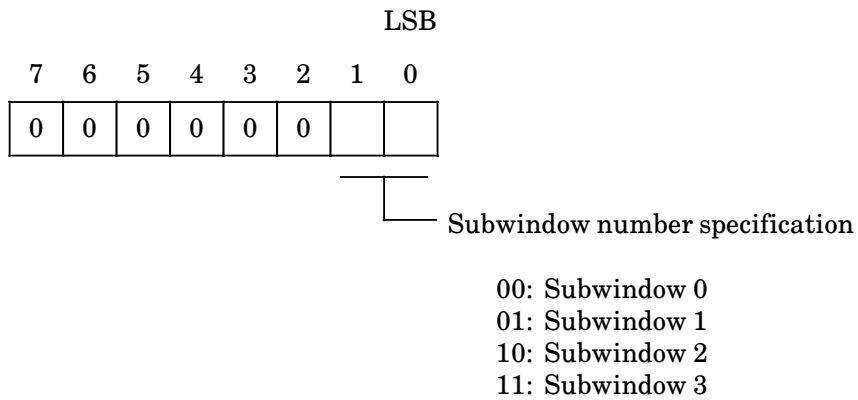 LSB
7 6 5 4 3 2 1 0
0 0 0 0 0 0
Subwindow number specification
00: Subwindow 0
01: Subwindow 1
10: Subwindow 2
11: Subwindow 3